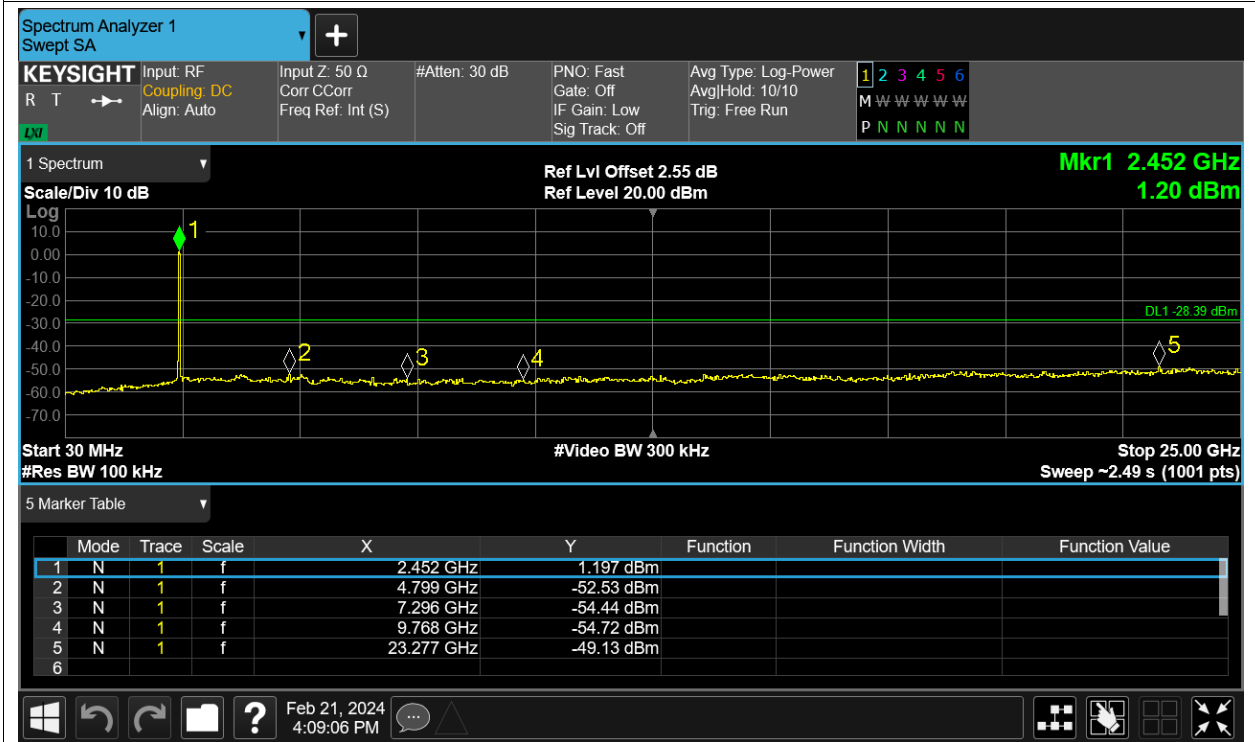 Spectrum Analyzer 1
Swept SA
KEYSIGHT
R T
LXI
Input: RF
Coupling: DC
Align: Auto
Input Z: 50 Ω
Corr CCorr
Freq Ref: Int (S)
#Atten: 30 dB
PNO: Fast
Gate: Off
IF Gain: Low
Sig Track: Off
Avg Type: Log-Power
Avg|Hold: 10/10
Trig: Free Run
1 2 3 4 5 6
M W W W W W
P N N N N N
1 Spectrum
Scale/Div 10 dB
Ref Lvl Offset 2.55 dB
Ref Level 20.00 dBm
Mkr1 2.452 GHz
1.20 dBm
Log
10.0
0.00
-10.0
-20.0
-30.0
-40.0
-50.0
-60.0
-70.0
1
2
3
4
5
DL1 -28.39 dBm
Start 30 MHz
#Video BW 300 kHz
Stop 25.00 GHz
#Res BW 100 kHz
Sweep ~2.49 s (1001 pts)
5 Marker Table
Mode Trace Scale X Y Function Function Width Function Value
1 N 1 f 2.452 GHz 1.197 dBm
2 N 1 f 4.799 GHz -52.53 dBm
3 N 1 f 7.296 GHz -54.44 dBm
4 N 1 f 9.768 GHz -54.72 dBm
5 N 1 f 23.277 GHz -49.13 dBm
6
?
Feb 21, 2024
4:09:06 PM